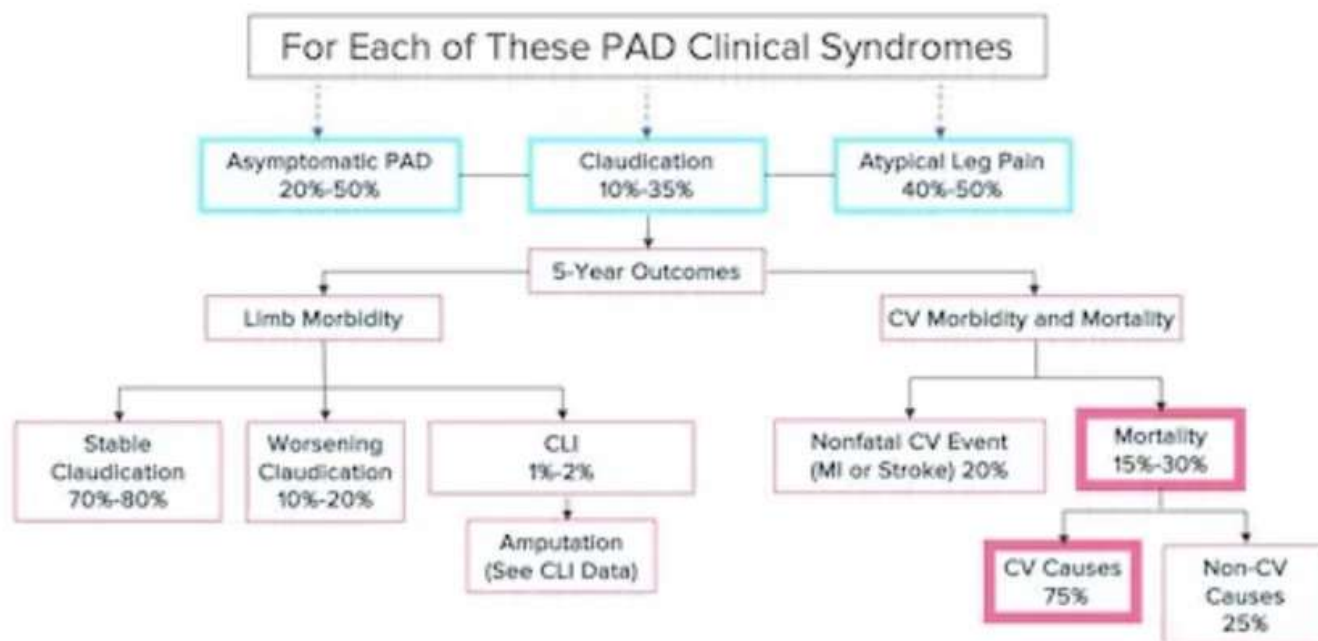 For Each of These PAD Clinical Syndromes
Asymptomatic PAD
20%-50%
Claudication
10%-35%
Atypical Leg Pain
40%-50%
5-Year Outcomes
Limb Morbidity
CV Morbidity and Mortality
Stable
Claudication
70%-80%
Worsening
Claudication
10%-20%
CLI
1%-2%
Nonfatal CV Event
(MI or Stroke) 20%
Mortality
15%-30%
Amputation
(See CLI Data)
CV Causes
75%
Non-CV
Causes
25%